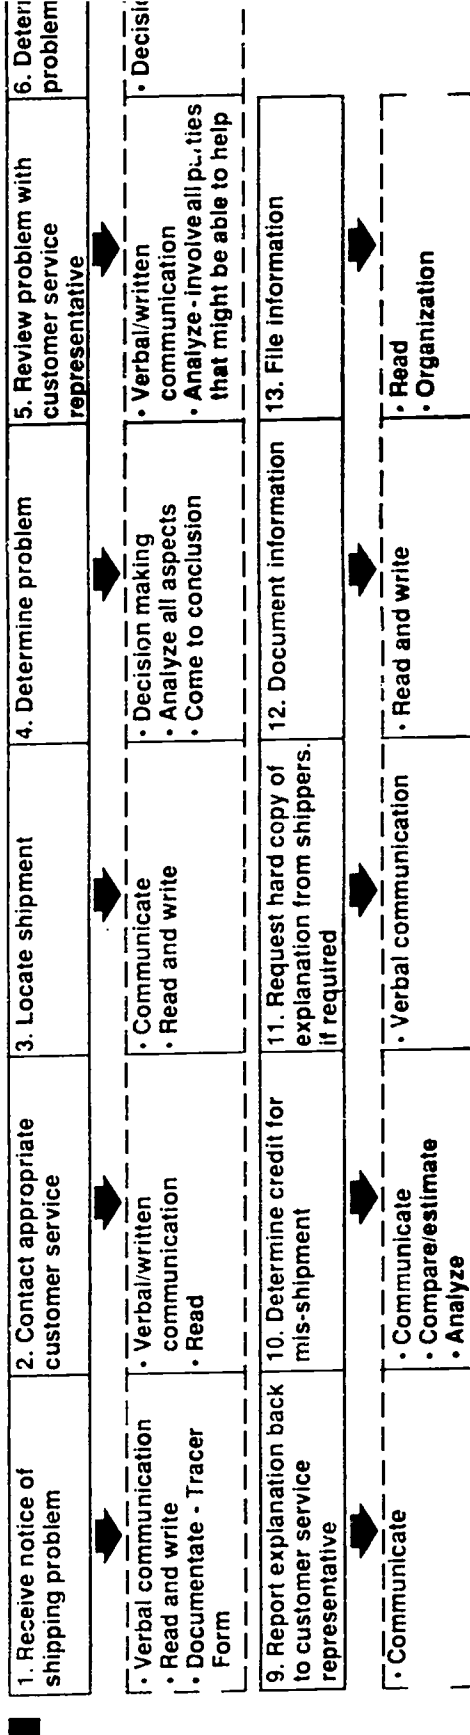 1. Receive notice of
shipping problem
2. Contact appropriate
customer service
3. Locate shipment
4. Determine problem
5. Review problem with
customer service
representative
6. Deter
problem
• Verbal communication
• Read and write
• Documentate - Tracer
Form
• Verbal/written
communication
• Read
• Communicate
• Read and write
• Decision making
• Analyze all aspects
• Come to conclusion
• Verbal/written
communication
• Analyze - involve all parties
that might be able to help
• Decisi
9. Report explanation back
to customer service
representative
10. Determine credit for
mis-shipment
11. Request hard copy of
explanation from shippers.
if required
12. Document information
13. File information
• Communicate
• Communicate
• Compare/estimate
• Analyze
• Verbal communication
• Read and write
• Read
• Organization